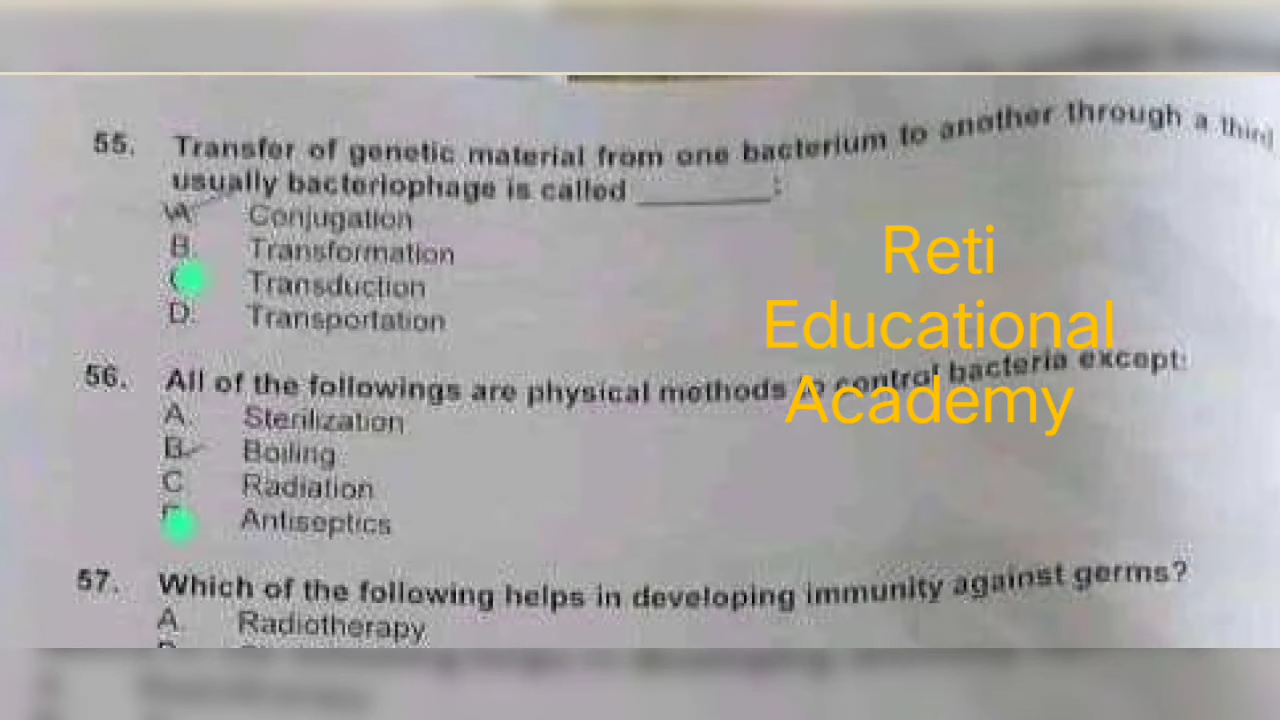 55. Transfer of genetic material from one bacterium to another through a third
usually bacteriophage is called ________:
A. Conjugation
B. Transformation
Transduction
D. Transportation
Reti
Educational
Academy
56. All of the followings are physical methods to control bacteria except:
A. Sterilization
B. Boiling
C. Radiation
Antiseptics
57. Which of the following helps in developing immunity against germs?
A. Radiotherapy